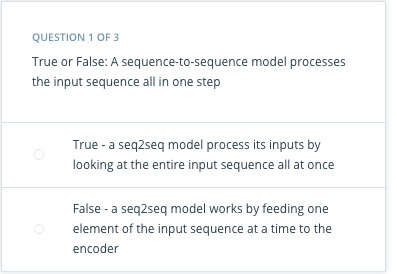 QUESTION 1 OF 3
True or False: A sequence-to-sequence model processes
the input sequence all in one step
True - a seq2seq model process its inputs by
looking at the entire input sequence all at once
False - a seq2seq model works by feeding one
element of the input sequence at a time to the
encoder